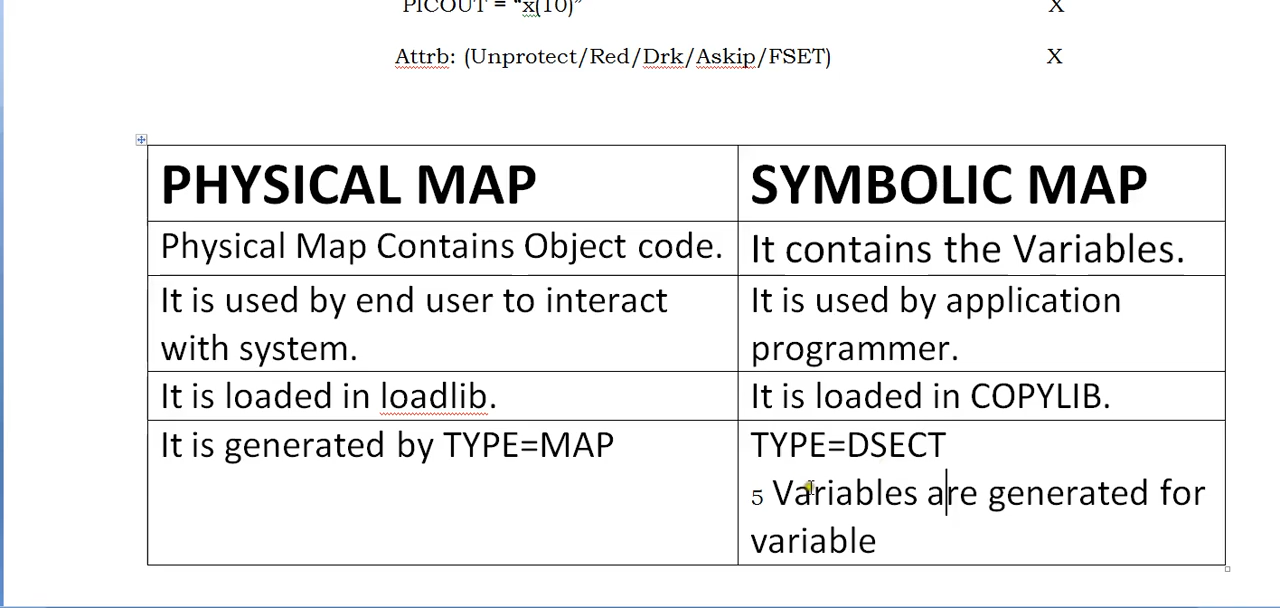 PICOUT = “x(10)” X
Attrb: (Unprotect/Red/Drk/Askip/FSET) X
PHYSICAL MAP SYMBOLIC MAP
Physical Map Contains Object code. It contains the Variables.
It is used by end user to interact
with system.
It is used by application
programmer.
It is loaded in loadlib. It is loaded in COPYLIB.
It is generated by TYPE=MAP
TYPE=DSECT
5 Variables are generated for
variable